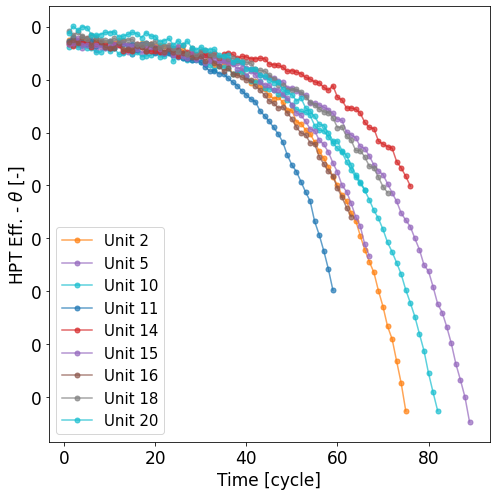 HPT Eff. - θ [-]
0
0
0
0
0
0
0
0
Unit 2
Unit 5
Unit 10
Unit 11
Unit 14
Unit 15
Unit 16
Unit 18
Unit 20
0 20 40 60 80
Time [cycle]